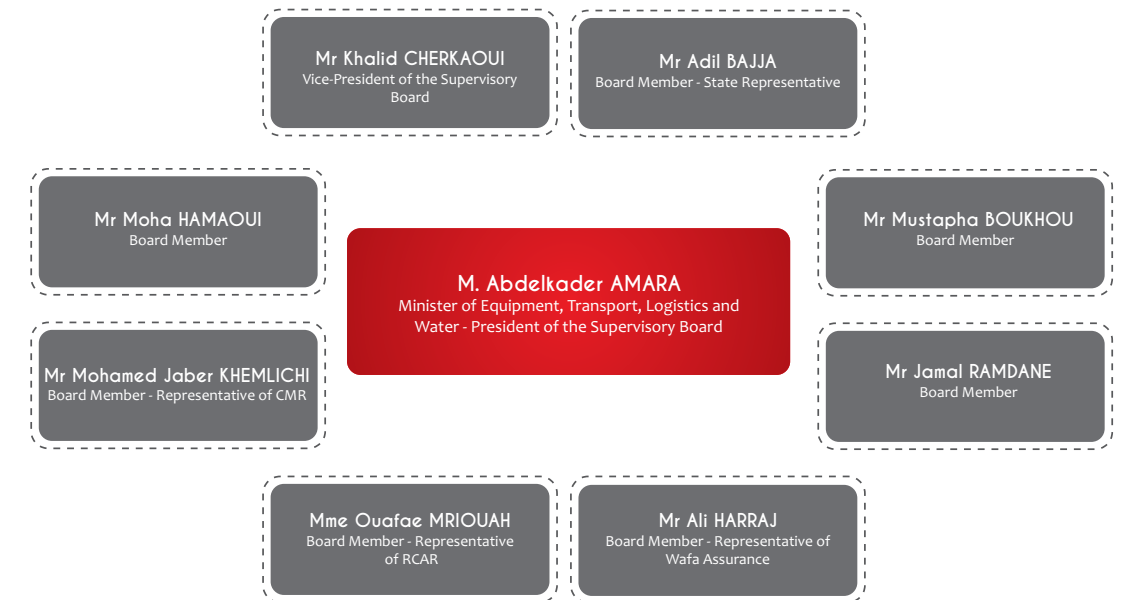 Mr Khalid CHERKAOUI
Vice-President of the Supervisory
Board
Mr Adil BAJJA
Board Member - State Representative
Mr Moha HAMAOUI
Board Member
Mr Mustapha BOUKHOU
Board Member
M. Abdelkader AMARA
Minister of Equipment, Transport, Logistics and
Water - President of the Supervisory Board
Mr Mohamed Jaber KHEMLICHI
Board Member - Representative of CMR
Mr Jamal RAMDANE
Board Member
Mme Ouafae MRIOUAH
Board Member - Representative
of RCAR
Mr Ali HARRAJ
Board Member - Representative of
Wafa Assurance